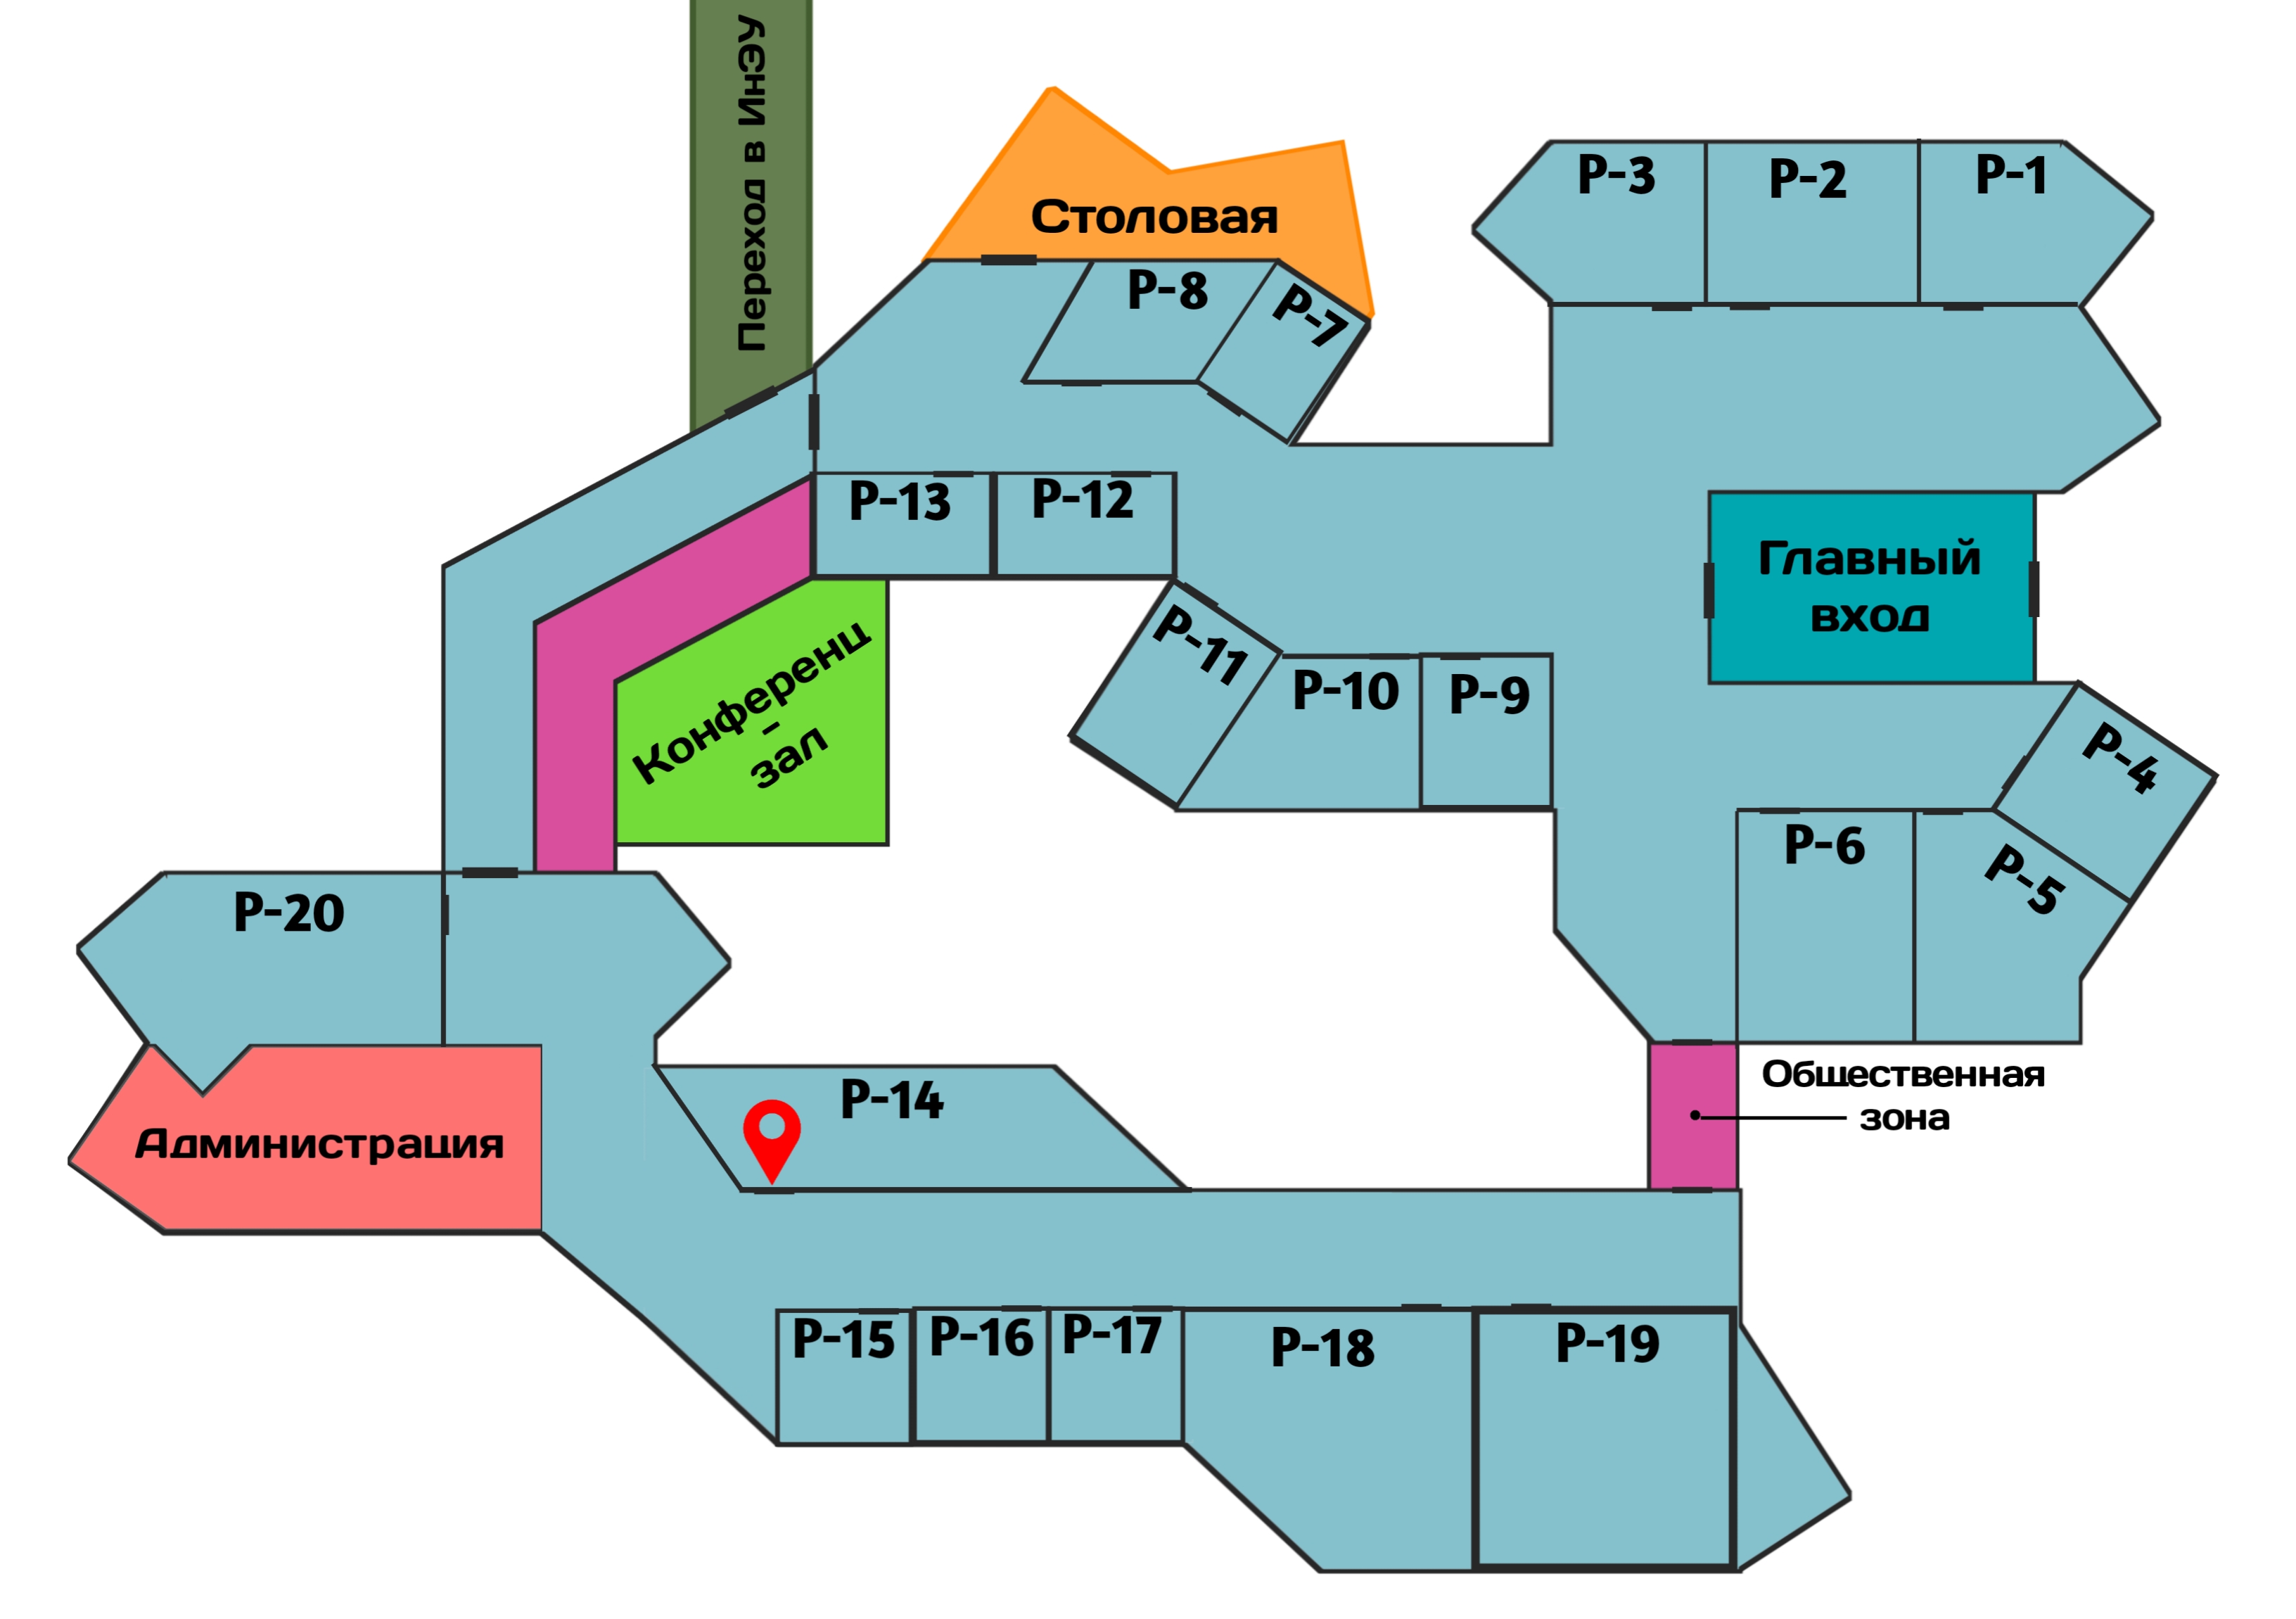 Переход в ИнЭУ
Столовая
Р-3
Р-2
Р-1
Р-8
Р-7
Р-13
Р-12
Главный
вход
Р-11
Р-10
Р-9
Конференц
–
зал
Р-4
Р-6
Р-5
Р-20
Обшественная
зона
Р-14
Администрация
Р-15
Р-16
Р-17
Р-18
Р-19